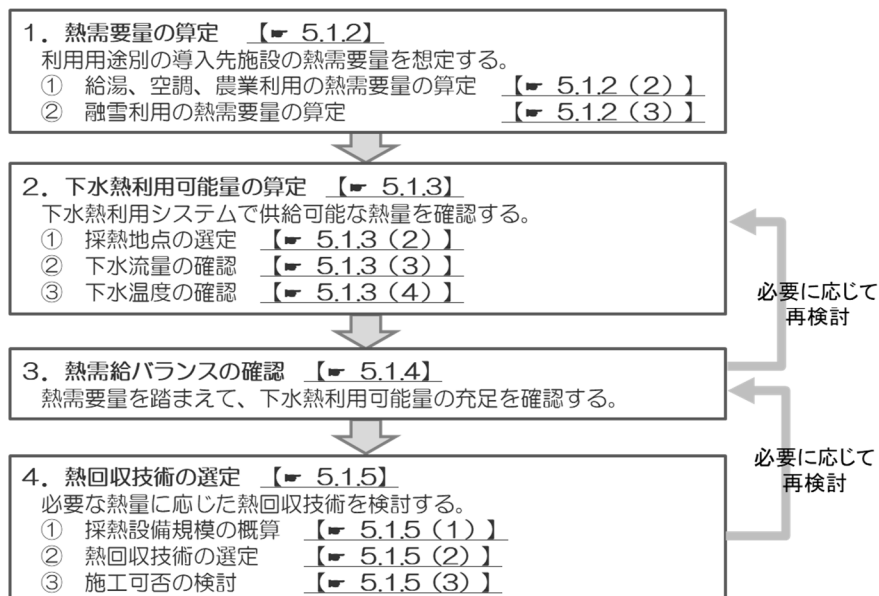 1．熱需要量の算定　【☛ 5.1.2】
利用用途別の導入先施設の熱需要量を想定する。
①　給湯、空調、農業利用の熱需要量の算定　【☛ 5.1.2（2）】
②　融雪利用の熱需要量の算定　【☛ 5.1.2（3）】
2．下水熱利用可能量の算定　【☛ 5.1.3】
下水熱利用システムで供給可能な熱量を確認する。
①　採熱地点の選定　【☛ 5.1.3（2）】
②　下水流量の確認　【☛ 5.1.3（3）】
③　下水温度の確認　【☛ 5.1.3（4）】
必要に応じて
再検討
3．熱需給バランスの確認　【☛ 5.1.4】
熱需要量を踏まえて、下水熱利用可能量の充足を確認する。
必要に応じて
再検討
4．熱回収技術の選定　【☛ 5.1.5】
必要な熱量に応じた熱回収技術を検討する。
①　採熱設備規模の概算　【☛ 5.1.5（1）】
②　熱回収技術の選定　【☛ 5.1.5（2）】
③　施工可否の検討　【☛ 5.1.5（3）】